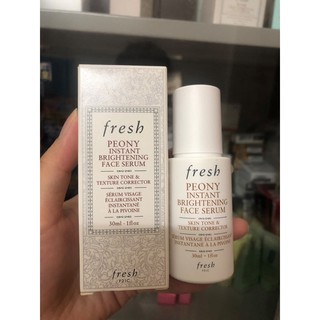 fresh
PEONY
INSTANT
BRIGHTENING
FACE SERUM
SKIN TONE &
TEXTURE CORRECTOR
SÉRUM VISAGE
ÉCLAIRCISSANT
INSTANTANÉ
À LA PIVOINE
30ml - 1fl oz
fresh
fresh
PEONY
INSTANT
BRIGHTENING
FACE SERUM
SKIN TONE &
TEXTURE CORRECTOR
SÉRUM VISAGE ÉCLAIRCISSANT
INSTANTANÉ À LA PIVOINE
30ml - 1fl oz
fresh